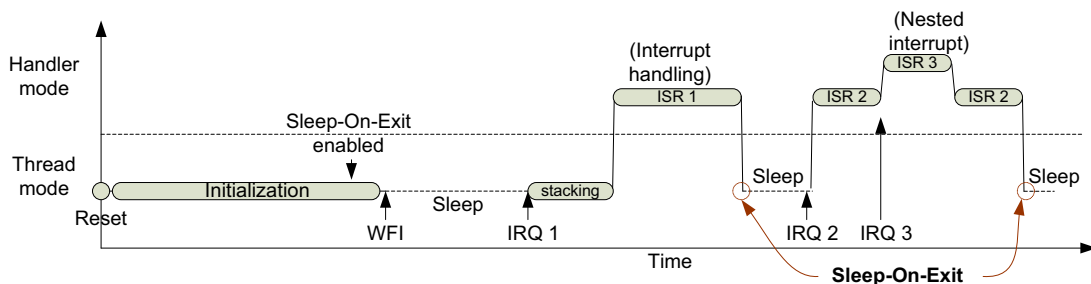 (Nested
interrupt)
(Interrupt
handling)
Handler
mode
ISR 3
ISR 1
ISR 2
ISR 2
Sleep-On-Exit
enabled
Thread
mode
Initialization
stacking
Sleep
Sleep
Sleep
Reset
WFI
IRQ 1
IRQ 2
IRQ 3
Time
Sleep-On-Exit